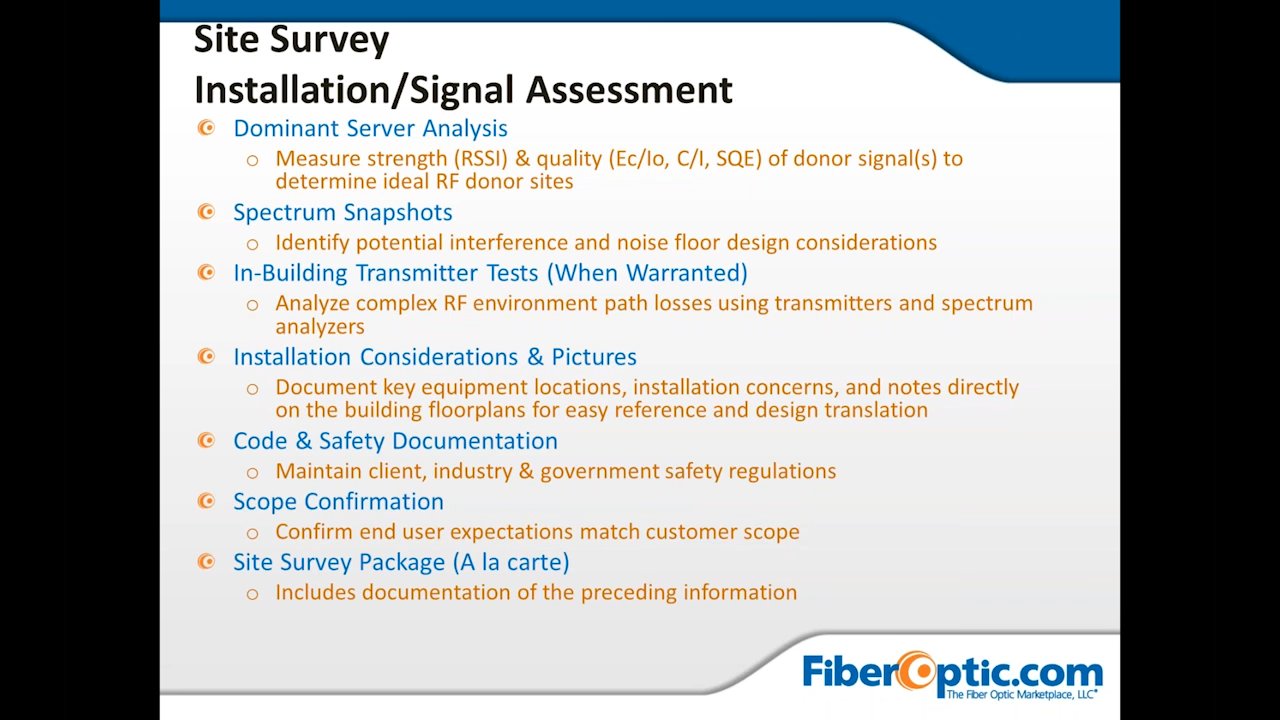 Site Survey
Installation/Signal Assessment
Dominant Server Analysis
o Measure strength (RSSI) & quality (Ec/Io, C/I, SQE) of donor signal(s) to
determine ideal RF donor sites
Spectrum Snapshots
o Identify potential interference and noise floor design considerations
In-Building Transmitter Tests (When Warranted)
o Analyze complex RF environment path losses using transmitters and spectrum
analyzers
Installation Considerations & Pictures
o Document key equipment locations, installation concerns, and notes directly
on the building floorplans for easy reference and design translation
Code & Safety Documentation
o Maintain client, industry & government safety regulations
Scope Confirmation
o Confirm end user expectations match customer scope
Site Survey Package (A la carte)
o Includes documentation of the preceding information
FiberOptic.com
The Fiber Optic Marketplace, LLC®